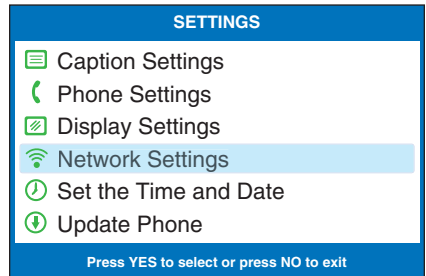 SETTINGS
Caption Settings
Phone Settings
Display Settings
Network Settings
Set the Time and Date
Update Phone
Press YES to select or press NO to exit